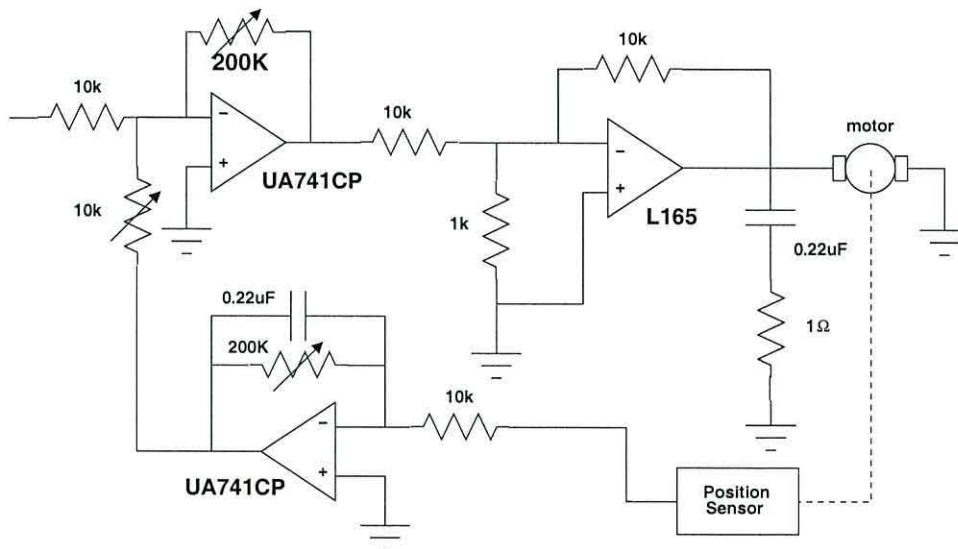 200K
10k
−
+
UA741CP
10k
10k
10k
−
+
L165
1k
motor
0.22uF
1Ω
0.22uF
200K
10k
−
+
UA741CP
Position
Sensor